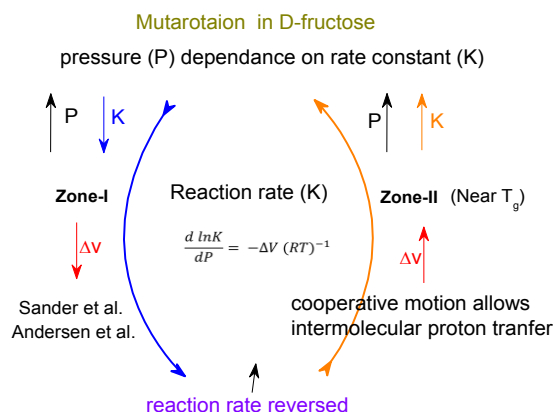 Mutarotaion in D-fructose
pressure (P) dependance on rate constant (K)
P K
P K
Zone-I
Reaction rate (K)
Zone-II (Near Tg)
d lnK / dP = −ΔV (RT)⁻¹
Δv
Δv
Sander et al.
Andersen et al.
cooperative motion allows
intermolecular proton tranfer
reaction rate reversed